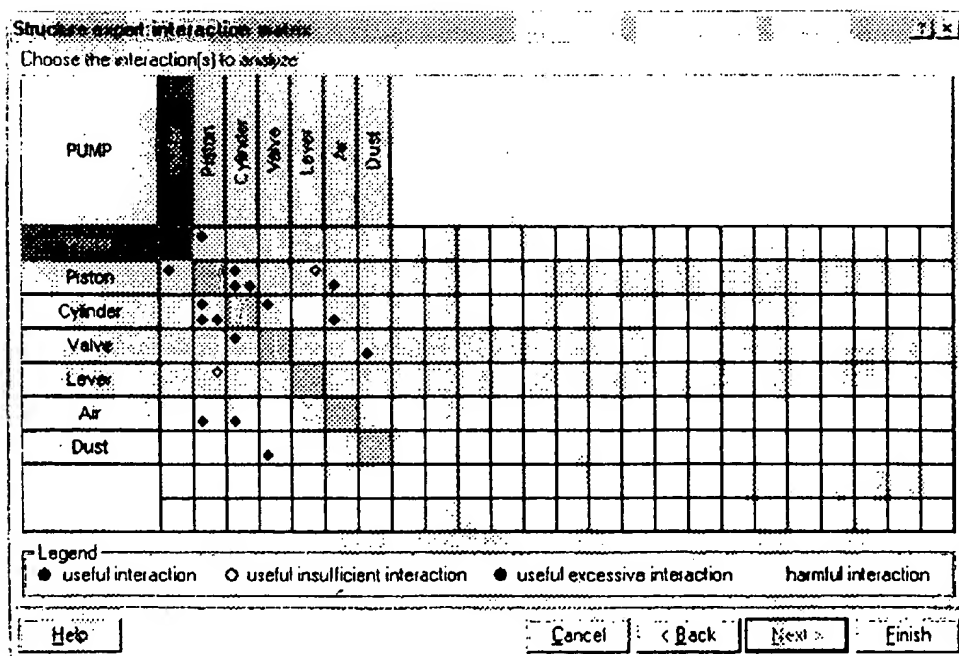 Structure expert interaction matrix
? x
Choose the interaction(s) to analyze
PUMP
Piston
Cylinder
Valve
Lever
Air
Dust
Piston
Cylinder
Valve
Lever
Air
Dust
Legend
useful interaction useful insufficient interaction useful excessive interaction harmful interaction
Help Cancel < Back Next > Finish